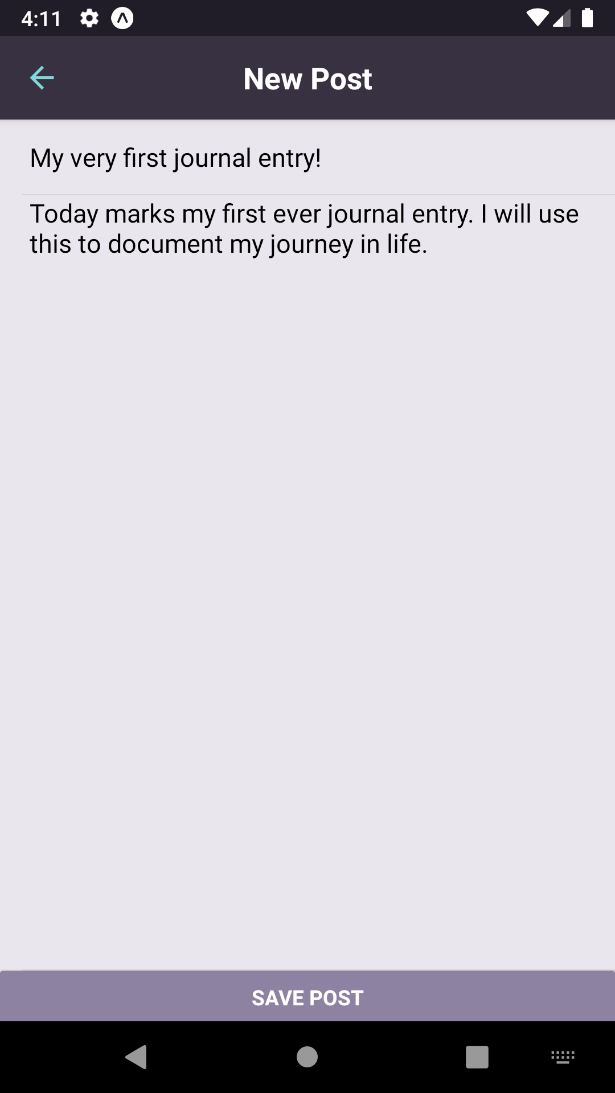 4:11
New Post
My very first journal entry!
Today marks my first ever journal entry. I will use
this to document my journey in life.
SAVE POST